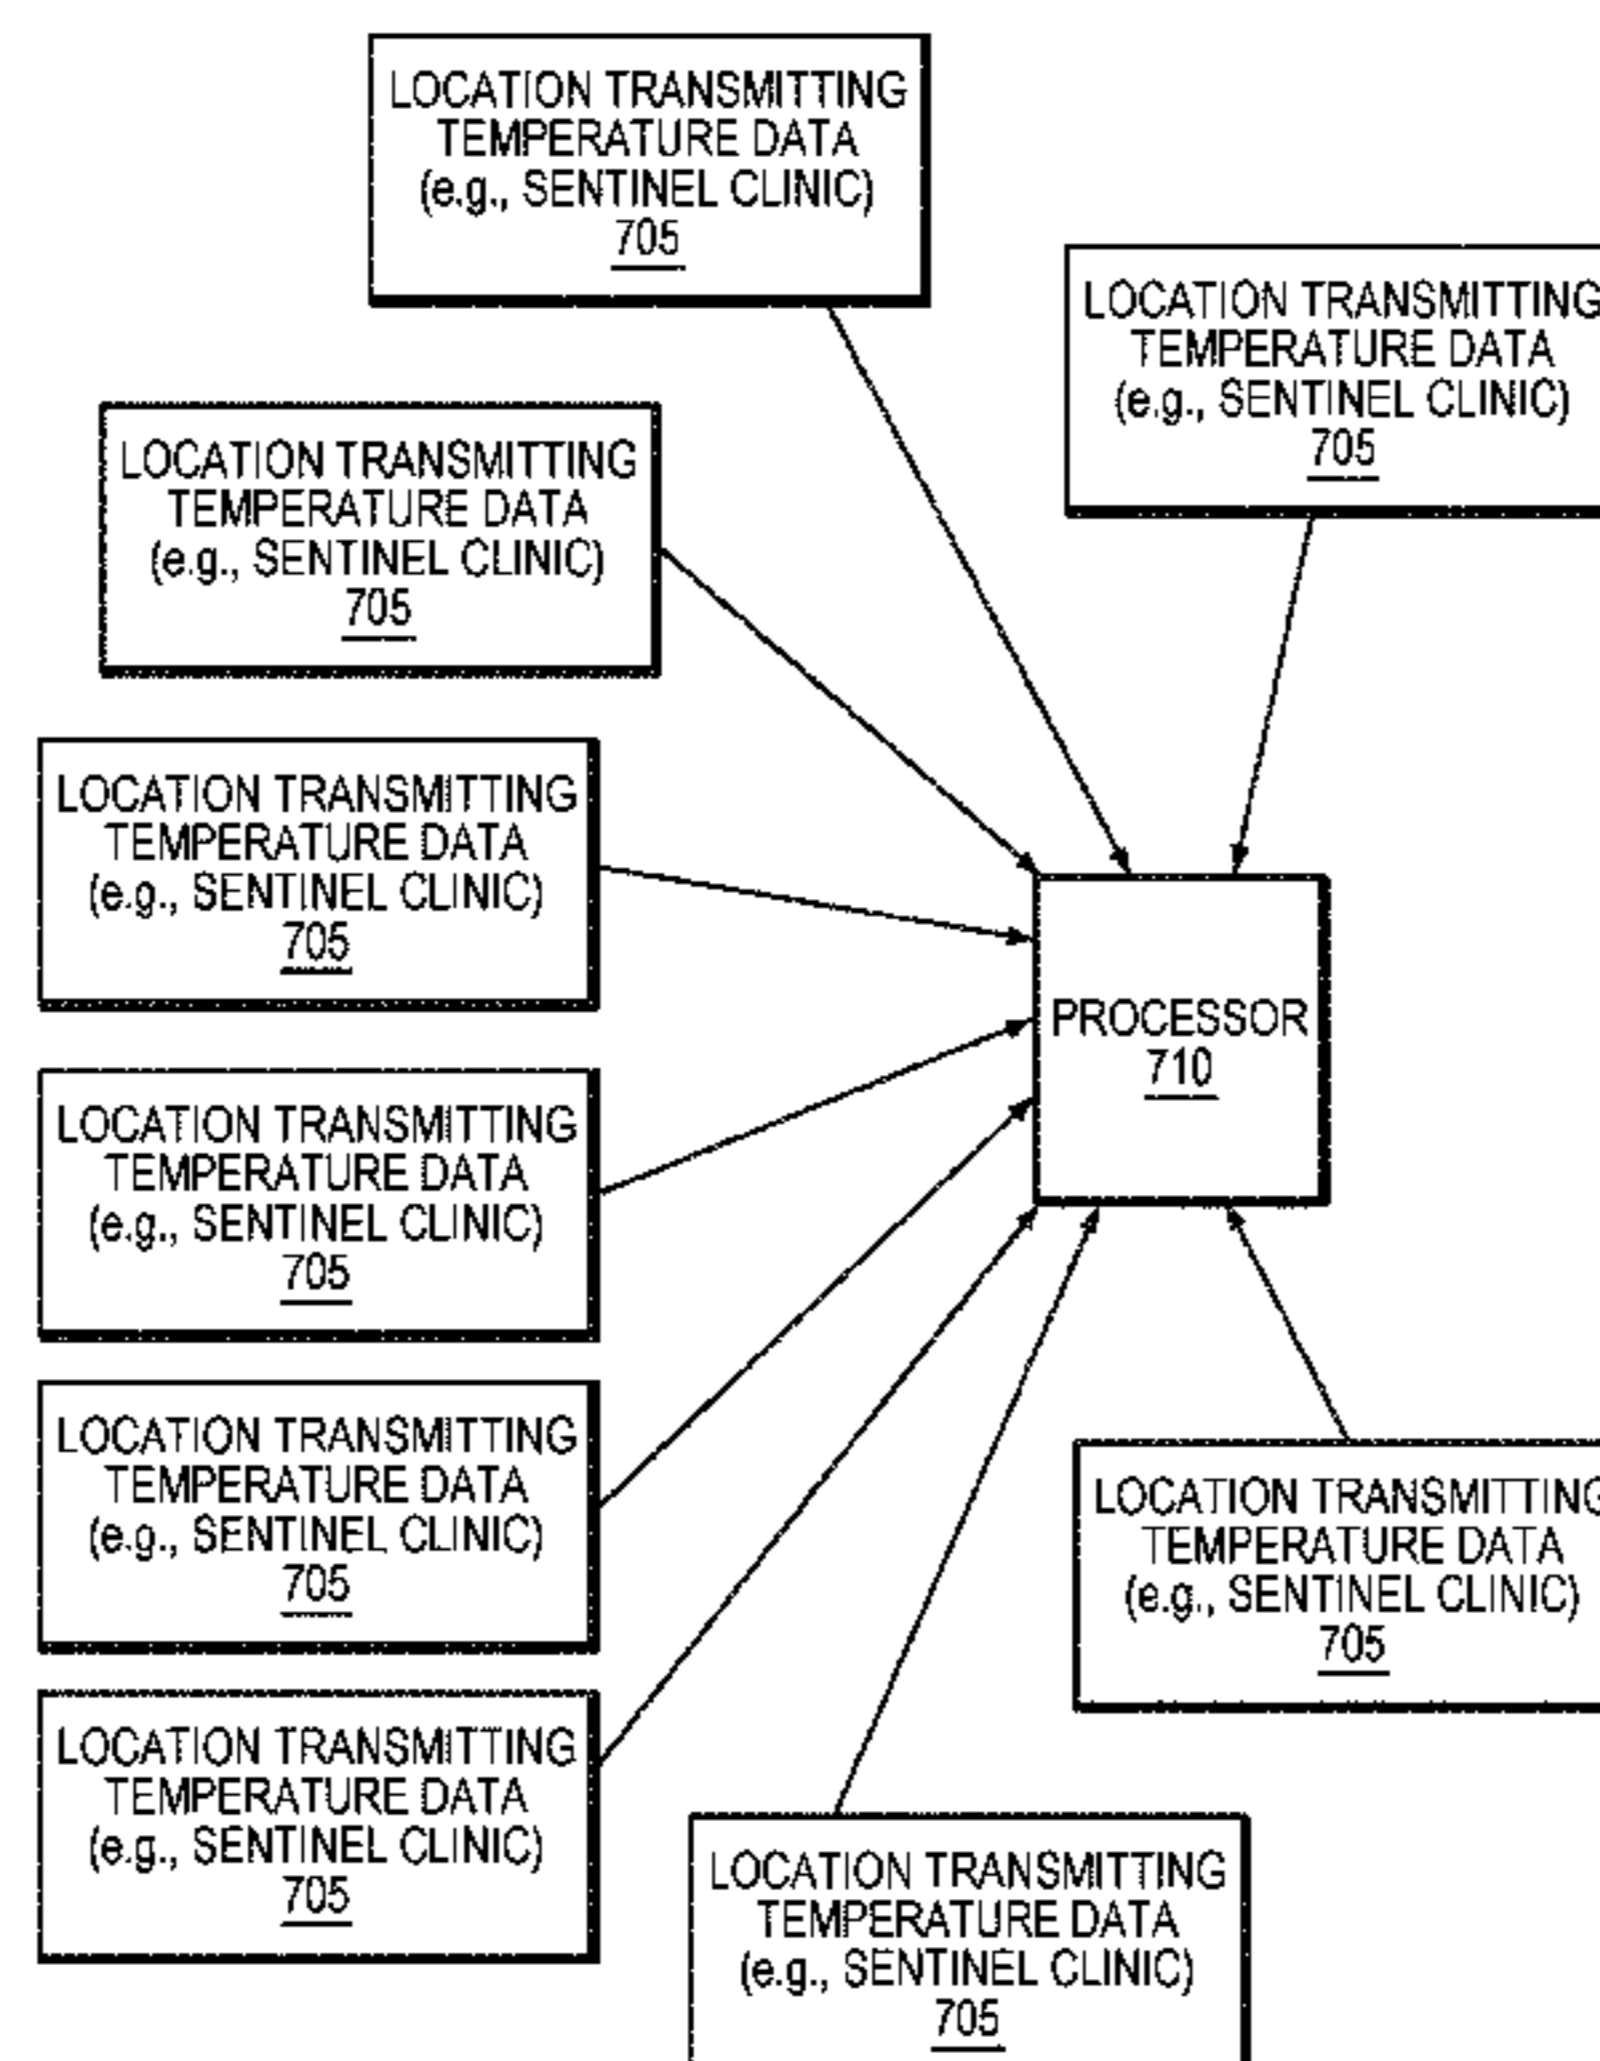 LOCATION TRANSMITTING
TEMPERATURE DATA
(e.g., SENTINEL CLINIC)
705
LOCATION TRANSMITTING
TEMPERATURE DATA
(e.g., SENTINEL CLINIC)
705
LOCATION TRANSMITTING
TEMPERATURE DATA
(e.g., SENTINEL CLINIC)
705
LOCATION TRANSMITTING
TEMPERATURE DATA
(e.g., SENTINEL CLINIC)
705
PROCESSOR
710
LOCATION TRANSMITTING
TEMPERATURE DATA
(e.g., SENTINEL CLINIC)
705
LOCATION TRANSMITTING
TEMPERATURE DATA
(e.g., SENTINEL CLINIC)
705
LOCATION TRANSMITTING
TEMPERATURE DATA
(e.g., SENTINEL CLINIC)
705
LOCATION TRANSMITTING
TEMPERATURE DATA
(e.g., SENTINEL CLINIC)
705
LOCATION TRANSMITTING
TEMPERATURE DATA
(e.g., SENTINEL CLINIC)
705